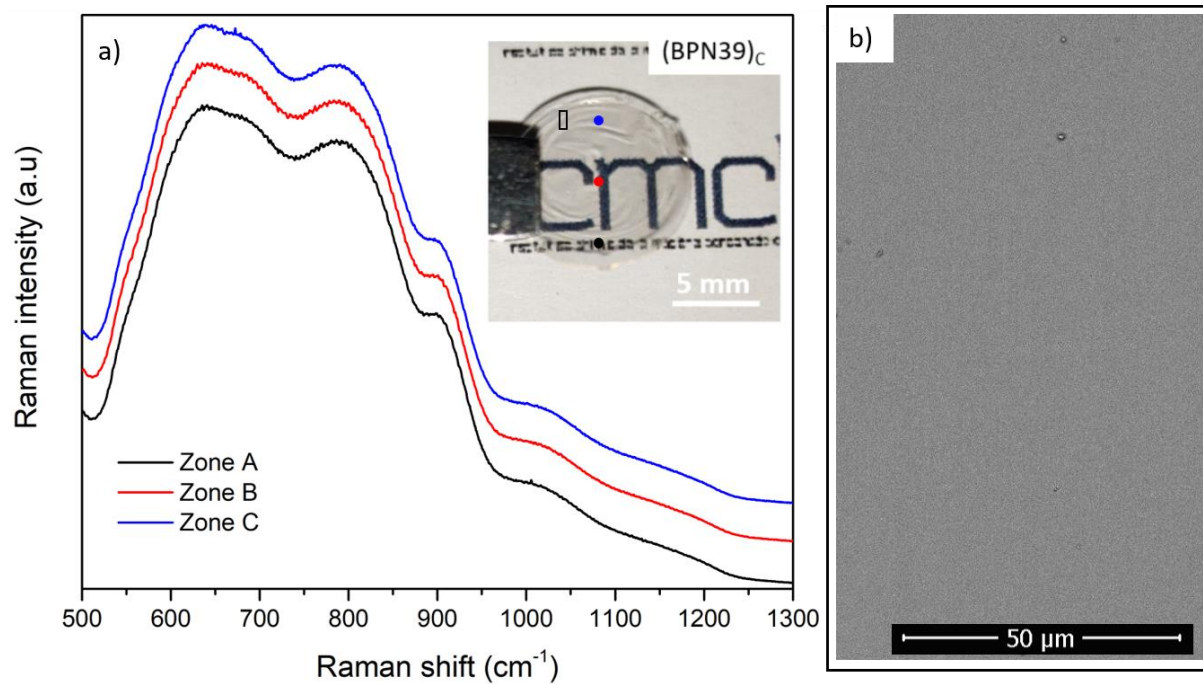 a)
(BPN39)C
cmc
5 mm
Raman intensity (a.u)
Zone A
Zone B
Zone C
500 600 700 800 900 1000 1100 1200 1300
Raman shift (cm-1)
b)
50 µm